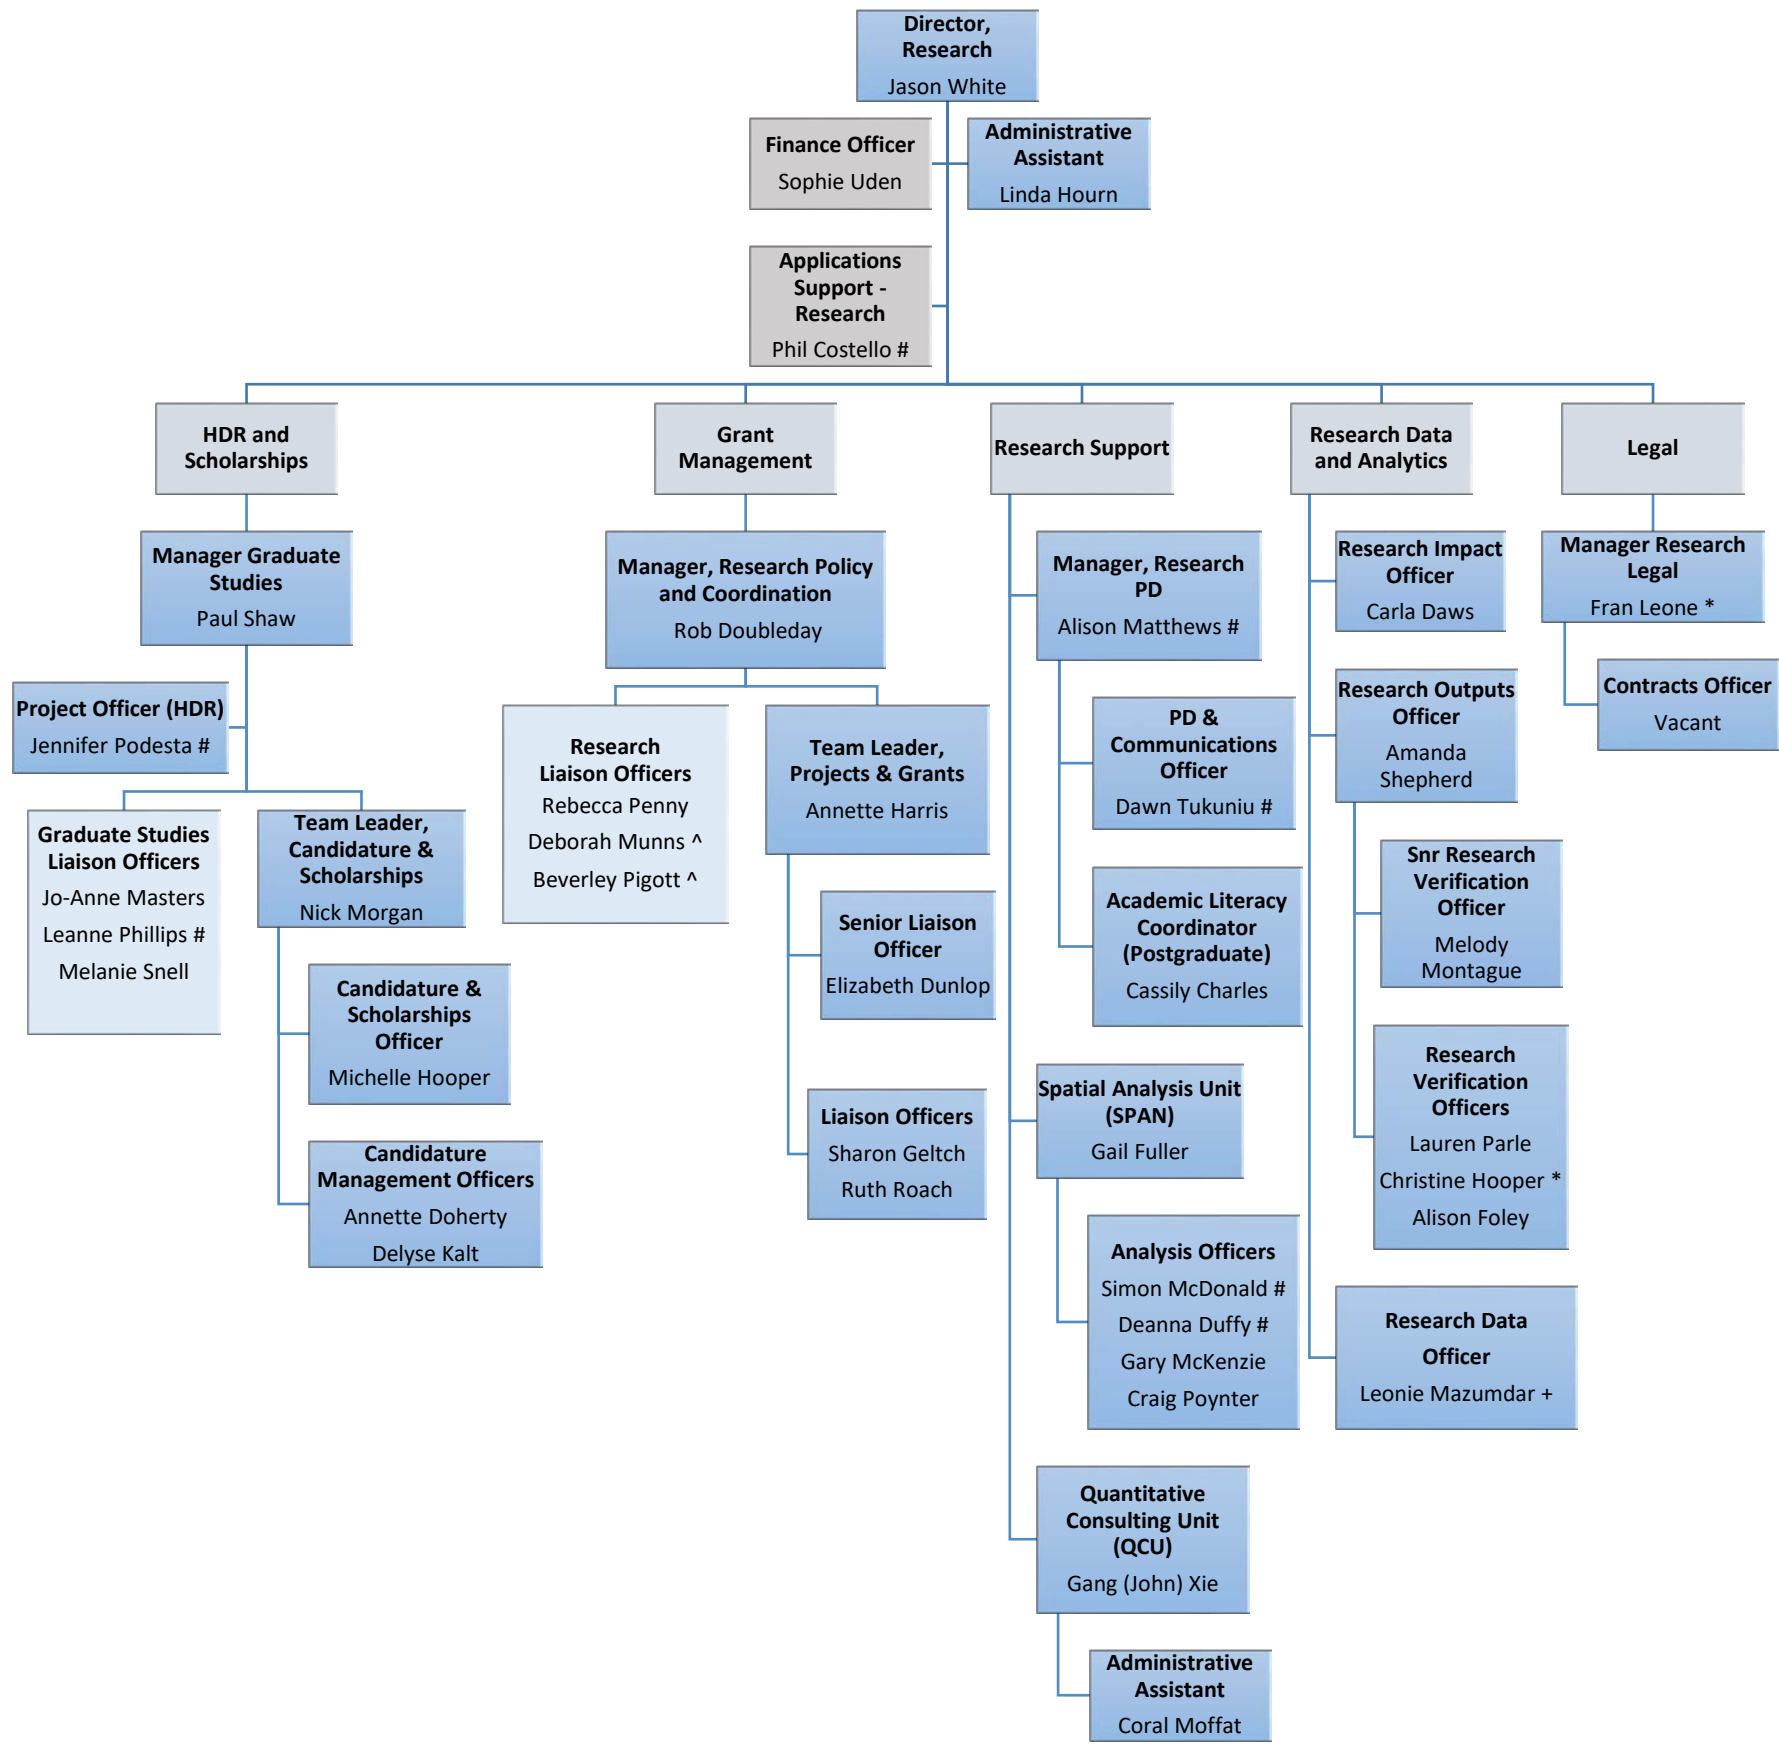 Director,
Research
Jason White
Finance Officer
Sophie Uden
Administrative
Assistant
Linda Hourn
Applications
Support -
Research
Phil Costello #
HDR and
Scholarships
Manager Graduate
Studies
Paul Shaw
Project Officer (HDR)
Jennifer Podesta #
Graduate Studies
Liaison Officers
Jo-Anne Masters
Leanne Phillips #
Melanie Snell
Team Leader,
Candidature &
Scholarships
Nick Morgan
Candidature &
Scholarships
Officer
Michelle Hooper
Candidature
Management Officers
Annette Doherty
Delyse Kalt
Grant
Management
Manager, Research Policy
and Coordination
Rob Doubleday
Research
Liaison Officers
Rebecca Penny
Deborah Munns ^
Beverley Pigott ^
Team Leader,
Projects & Grants
Annette Harris
Senior Liaison
Officer
Elizabeth Dunlop
Liaison Officers
Sharon Geltch
Ruth Roach
Research Support
Manager, Research
PD
Alison Matthews #
PD &
Communications
Officer
Dawn Tukuniu #
Academic Literacy
Coordinator
(Postgraduate)
Cassily Charles
Spatial Analysis Unit
(SPAN)
Gail Fuller
Analysis Officers
Simon McDonald #
Deanna Duffy #
Gary McKenzie
Craig Poynter
Quantitative
Consulting Unit
(QCU)
Gang (John) Xie
Administrative
Assistant
Coral Moffat
Research Data
and Analytics
Research Impact
Officer
Carla Daws
Research Outputs
Officer
Amanda
Shepherd
Snr Research
Verification
Officer
Melody
Montague
Research
Verification
Officers
Lauren Parle
Christine Hooper *
Alison Foley
Research Data
Officer
Leonie Mazumdar +
Legal
Manager Research
Legal
Fran Leone *
Contracts Officer
Vacant